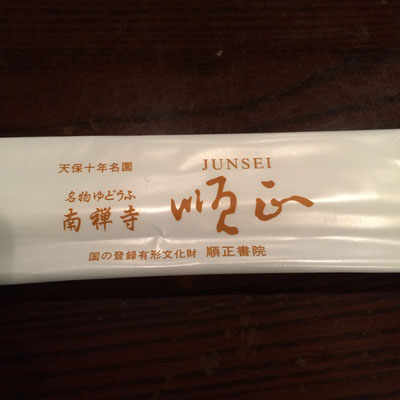 天保十年名園
名物ゆどうふ
南禅寺
JUNSEI
順正
国の登録有形文化財 順正書院